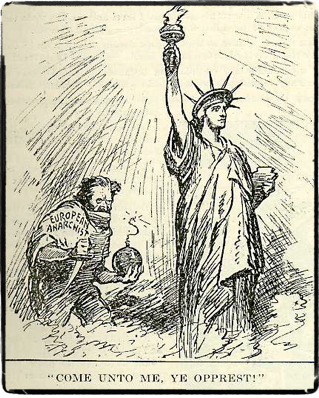 EUROPEAN
ANARCHIST
"COME UNTO ME, YE OPPREST!"